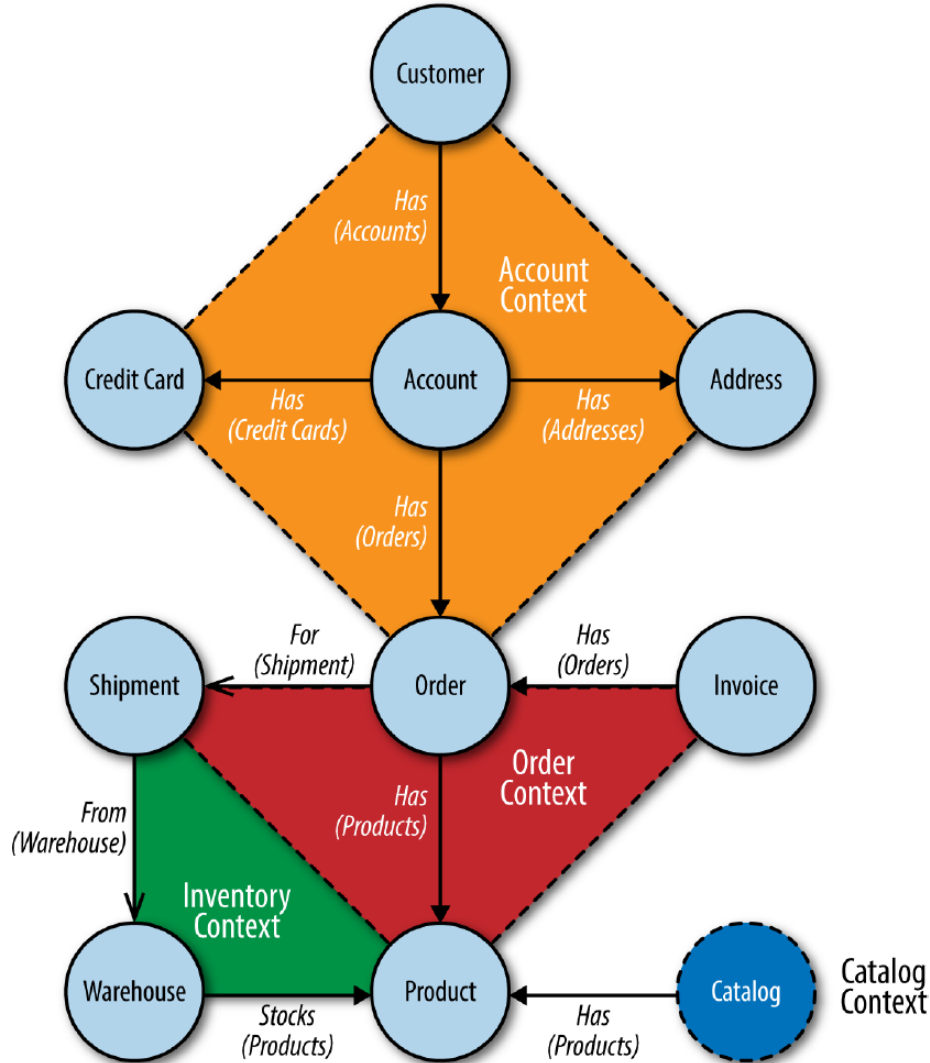 Customer
Has
(Accounts)
Account
Context
Credit Card
Account
Address
Has
(Credit Cards)
Has
(Addresses)
Has
(Orders)
For
(Shipment)
Has
(Orders)
Shipment
Order
Invoice
Order
Context
Has
(Products)
From
(Warehouse)
Inventory
Context
Warehouse
Product
Catalog
Catalog
Context
Stocks
(Products)
Has
(Products)